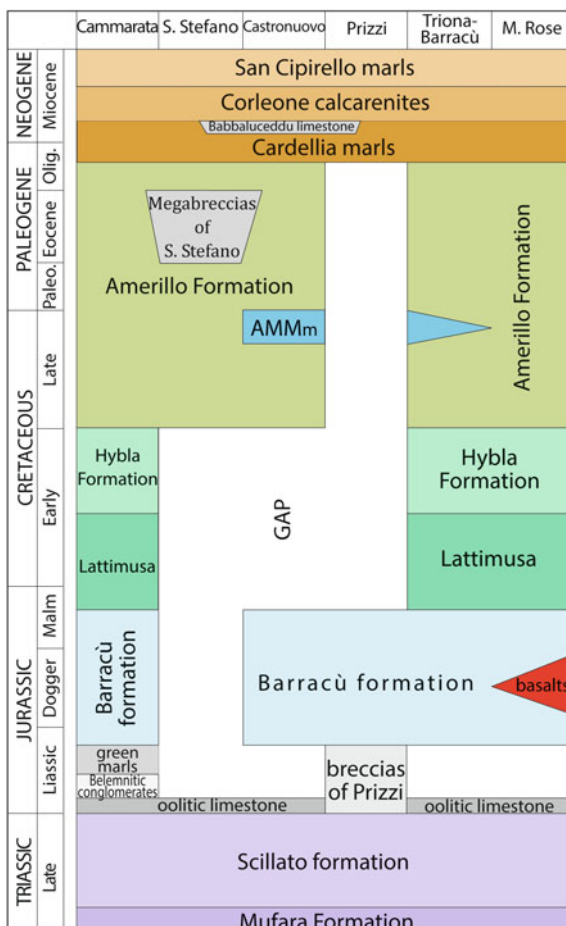 Cammarata
S. Stefano
Castronuovo
Prizzi
Triona-
Barracù
M. Rose
NEOGENE
Miocene
PALEOGENE
Olig.
Eocene
Paleo.
CRETACEOUS
Late
Early
JURASSIC
Malm
Dogger
Liassic
TRIASSIC
Late
San Cipirello marls
Corleone calcarenites
Babbaluceddu limestone
Cardellia marls
Megabreccias
of
S. Stefano
Amerillo Formation
Amerillo Formation
AMMm
Hybla
Formation
GAP
Hybla
Formation
Lattimusa
Lattimusa
Barracù
formation
Barracù formation
basalts
green
marls
Belemnitic
conglomerates
breccias
of Prizzi
oolitic limestone
oolitic limestone
Scillato formation
Mufara Formation